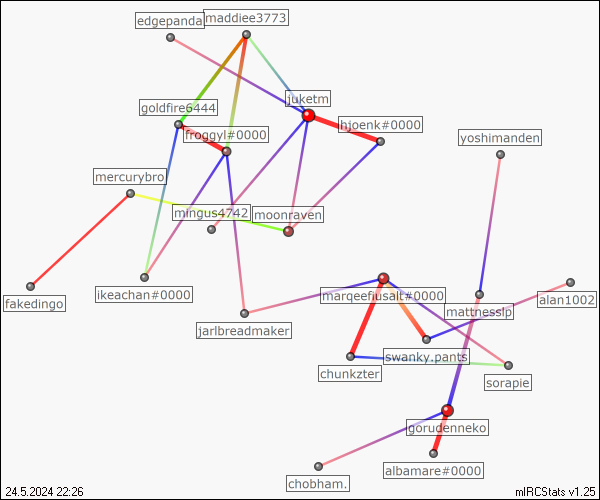 edgepanda
maddiee3773
juketm
goldfire6444
hjoenk#0000
froggyl#0000
yoshimanden
mercurybro
mingus4742
moonraven
fakedingo
ikeachan#0000
marqeefiusalt#0000
alan1002
matthesslp
jarlbreadmaker
swanky.pants
chunkzter
sorapie
gorudenneko
albamare#0000
chobham.
24.5.2024 22:26
mIRCStats v1.25